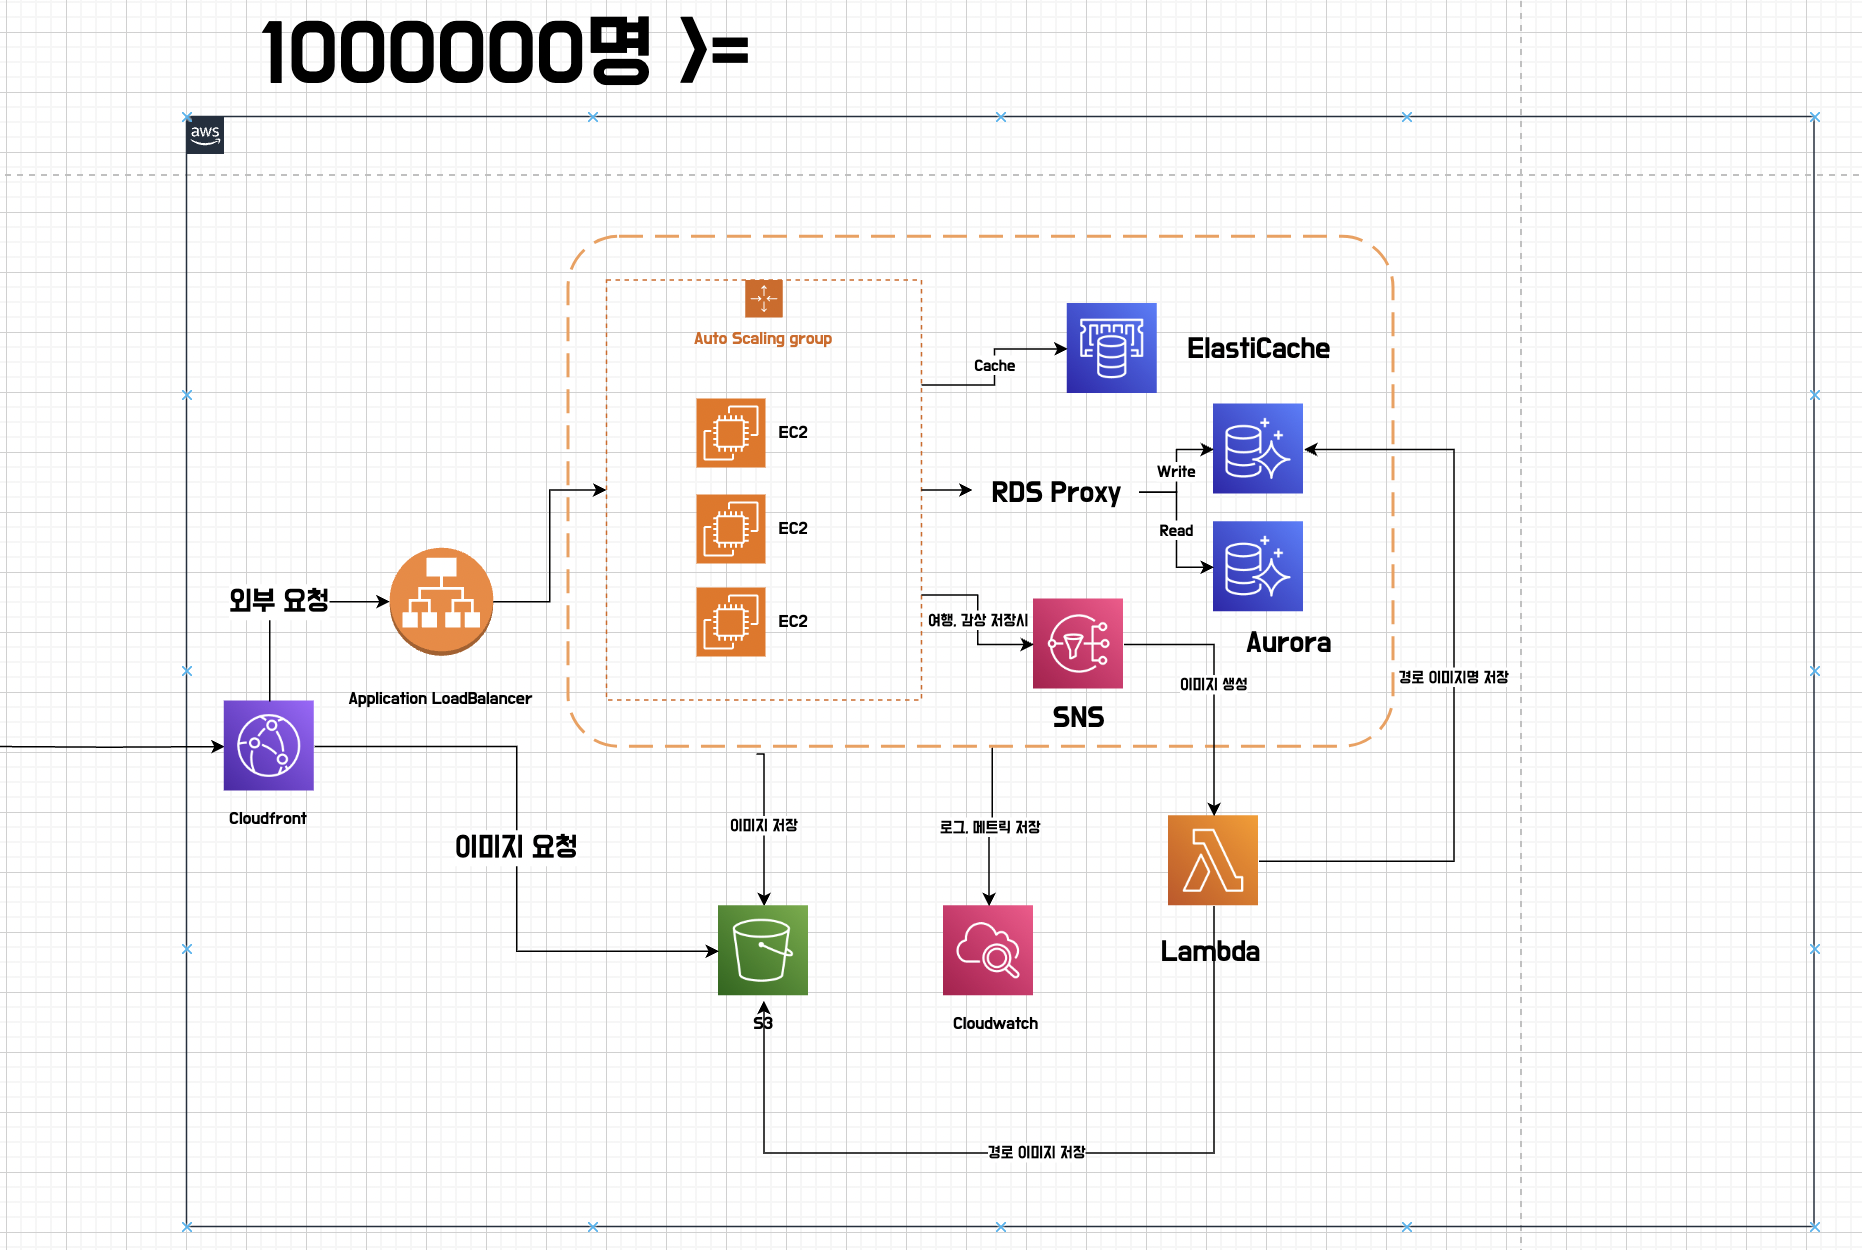 1000000명 >=
aws
Auto Scaling group
EC2
EC2
EC2
Cache
ElastiCache
RDS Proxy
Write
Read
Aurora
외부 요청
Application LoadBalancer
여행, 감상 저장시
SNS
이미지 생성
경로 이미지명 저장
Cloudfront
이미지 요청
이미지 저장
로그, 메트릭 저장
S3
Cloudwatch
Lambda
경로 이미지 저장